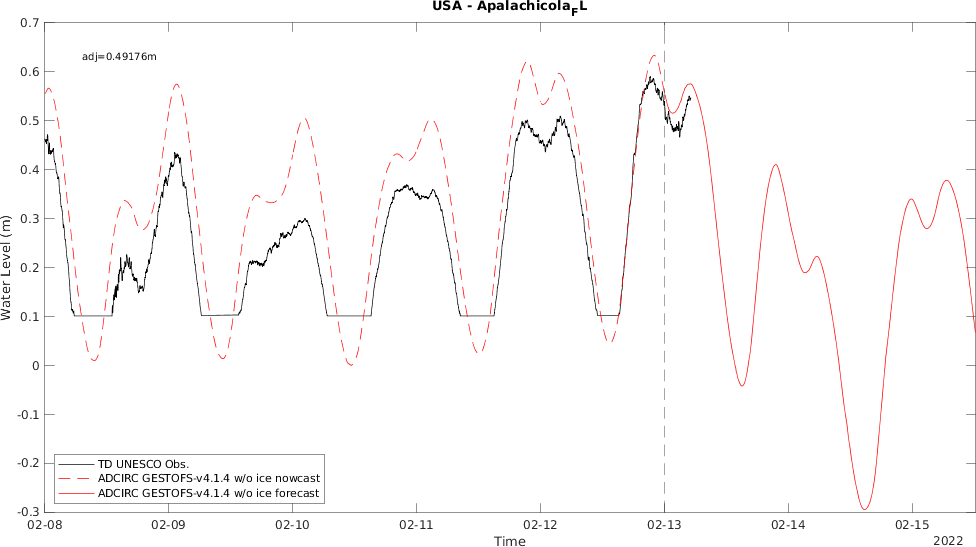 USA - Apalachicola_FL
0.7
adj=0.49176m
0.6
0.5
0.4
0.3
0.2
0.1
0
-0.1
-0.2
-0.3
Water Level (m)
TD UNESCO Obs.
ADCIRC GESTOFS-v4.1.4 w/o ice nowcast
ADCIRC GESTOFS-v4.1.4 w/o ice forecast
02-08 02-09 02-10 02-11 02-12 02-13 02-14 02-15
Time
2022